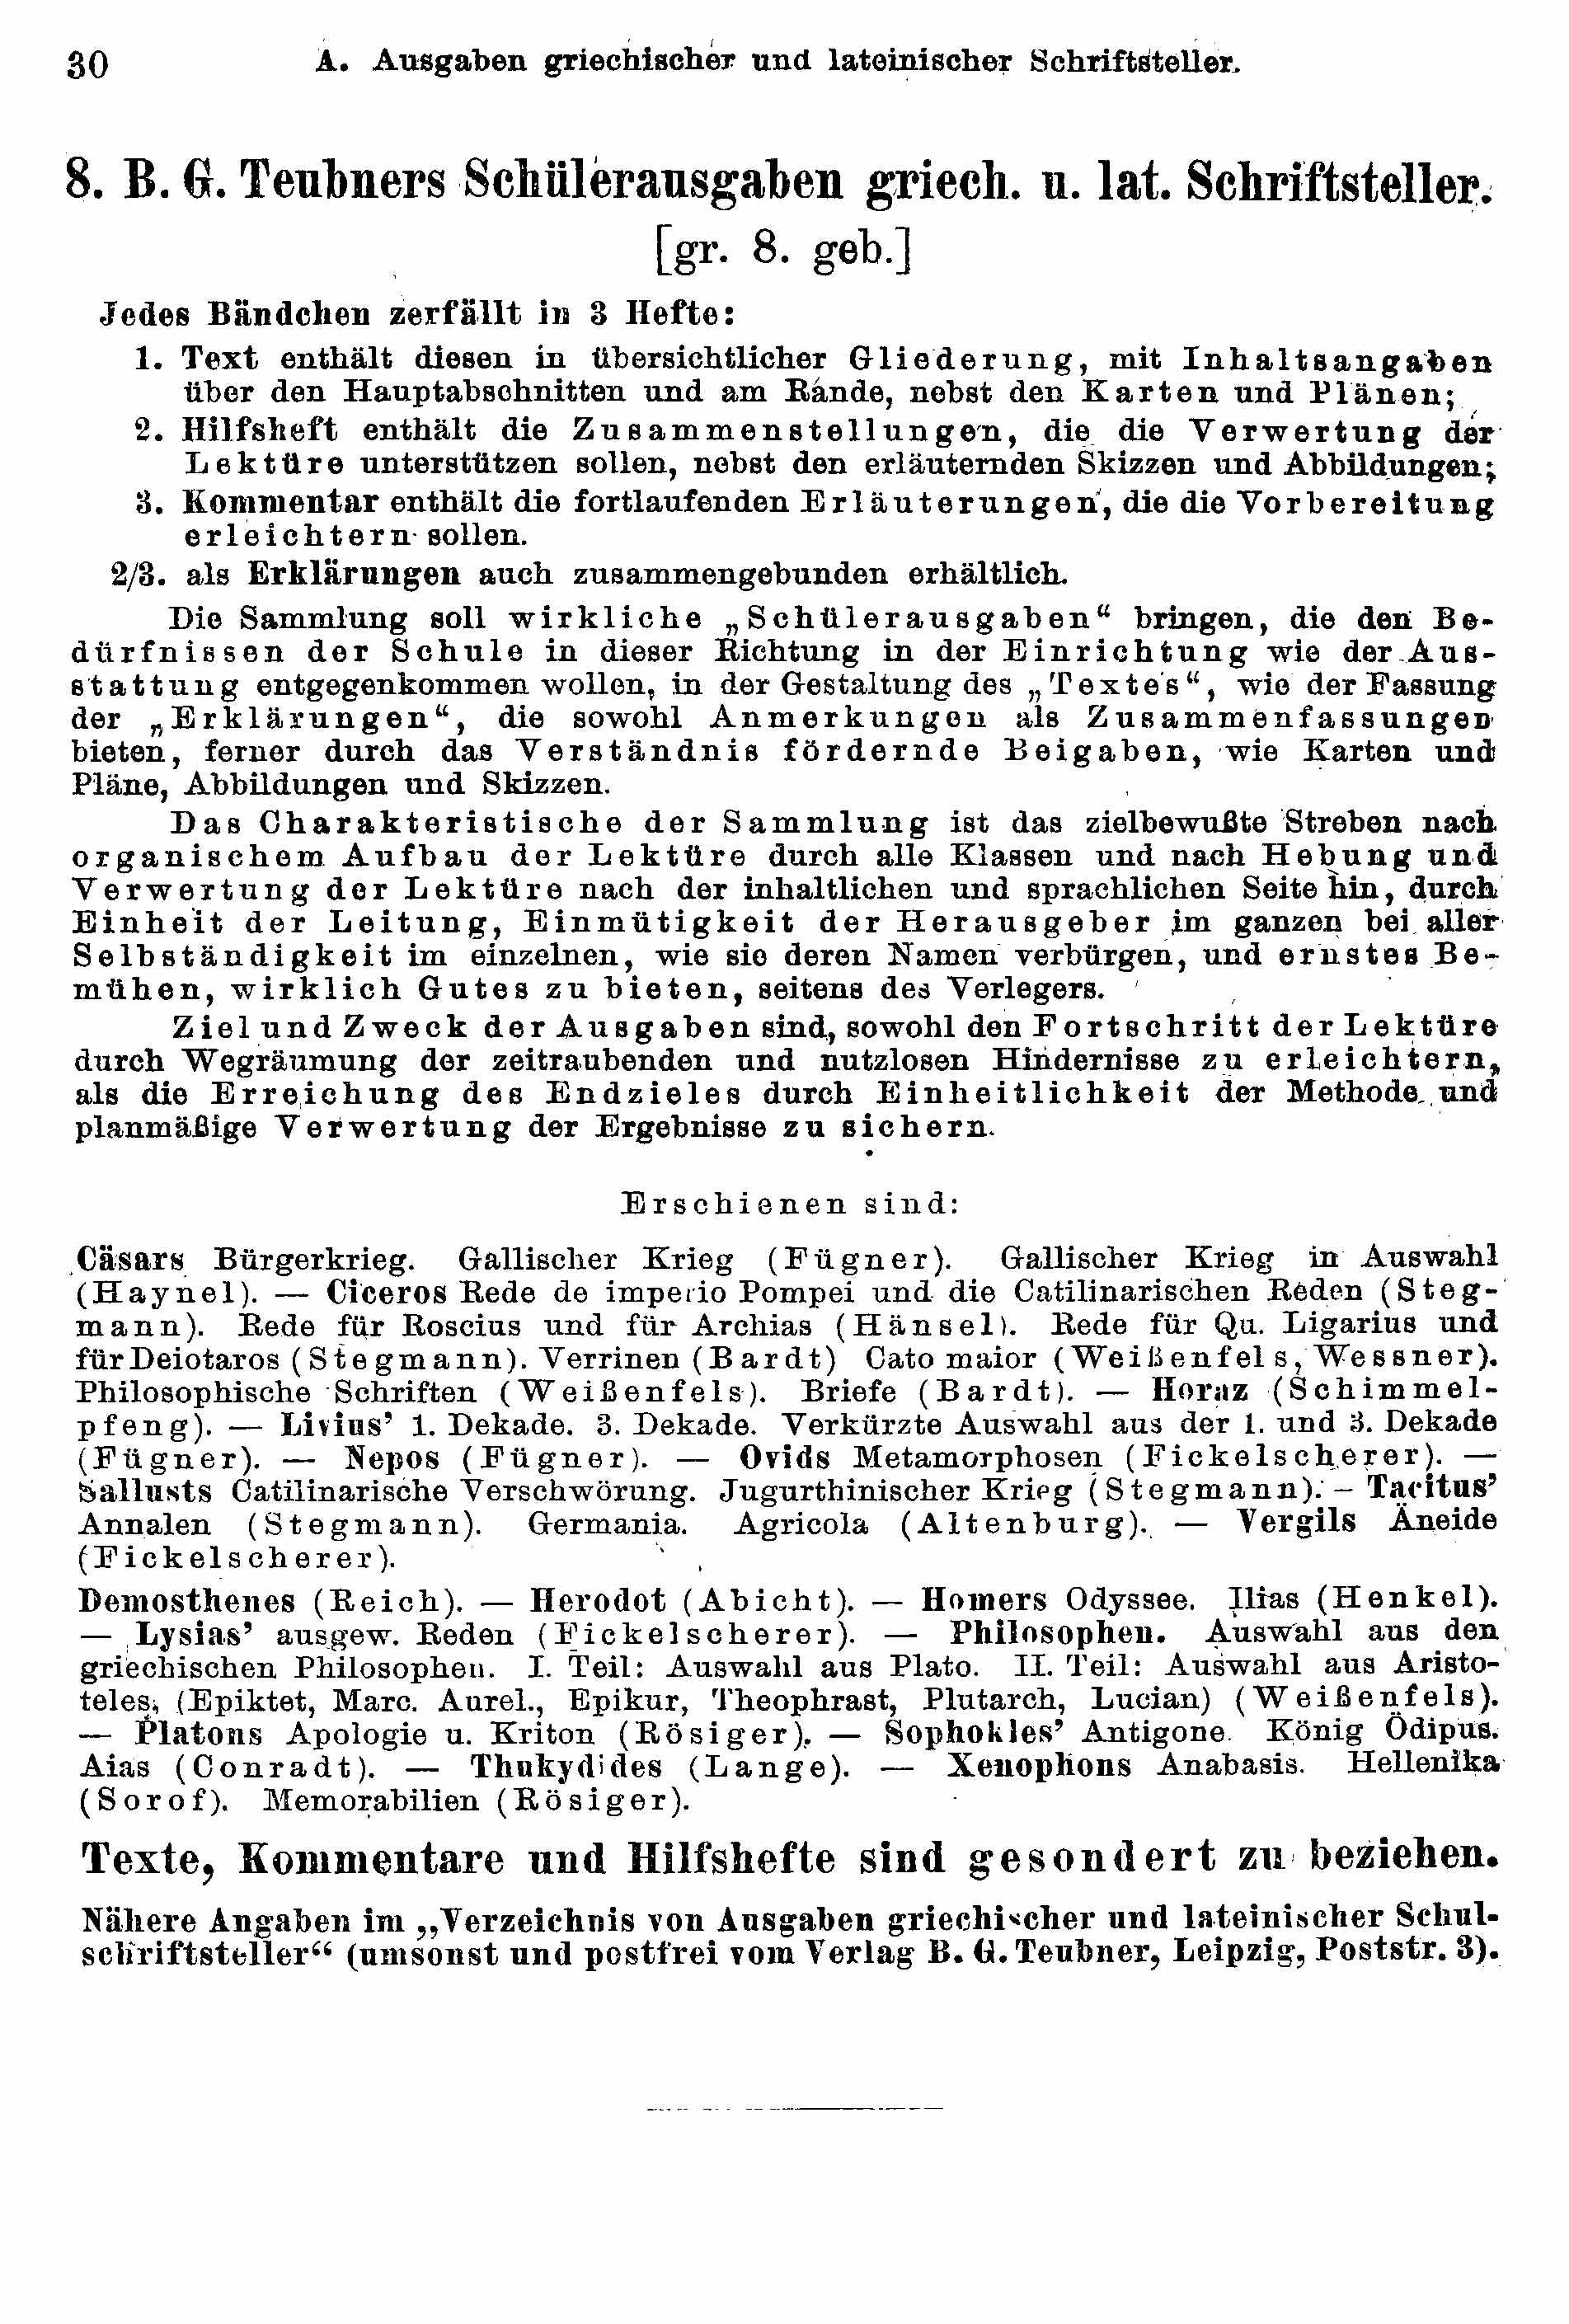 30 A. Ausgaben griechischer und lateinischer Schriftsteller.
8. B. G. Teubners Schülerausgaben griech. u. lat. Schriftsteller.
[gr. 8. geb.]
Jedes Bändchen zerfällt in 3 Hefte:
1. Text enthält diesen in übersichtlicher Gliederung, mit Inhaltsangaben
über den Hauptabschnitten und am Rande, nebst den Karten und Plänen;
2. Hilfsheft enthält die Zusammenstellungen, die die Verwertung der
Lektüre unterstützen sollen, nebst den erläuternden Skizzen und Abbildungen;
3. Kommentar enthält die fortlaufenden Erläuterungen, die die Vorbereitung
erleichtern sollen.
2/3. als Erklärungen auch zusammengebunden erhältlich.
Die Sammlung soll wirkliche „Schülerausgaben“ bringen, die den Be-
dürfnissen der Schule in dieser Richtung in der Einrichtung wie der Aus-
stattung entgegenkommen wollen, in der Gestaltung des „Textes“, wie der Fassung
der „Erklärungen“, die sowohl Anmerkungen als Zusammenfassungen
bieten, ferner durch das Verständnis fördernde Beigaben, wie Karten und
Pläne, Abbildungen und Skizzen.
Das Charakteristische der Sammlung ist das zielbewußte Streben nach
organischem Aufbau der Lektüre durch alle Klassen und nach Hebung und
Verwertung der Lektüre nach der inhaltlichen und sprachlichen Seite hin, durch
Einheit der Leitung, Einmütigkeit der Herausgeber im ganzen bei aller
Selbständigkeit im einzelnen, wie sie deren Namen verbürgen, und ernstes Be-
mühen, wirklich Gutes zu bieten, seitens des Verlegers.
Ziel und Zweck der Ausgaben sind, sowohl den Fortschritt der Lektüre
durch Wegräumung der zeitraubenden und nutzlosen Hindernisse zu erleichtern,
als die Erreichung des Endzieles durch Einheitlichkeit der Methode und
planmäßige Verwertung der Ergebnisse zu sichern.
Erschienen sind:
Cäsars Bürgerkrieg. Gallischer Krieg (Fügner). Gallischer Krieg in Auswahl
(Haynel). — Ciceros Rede de imperio Pompei und die Catilinarischen Reden (Steg-
mann). Rede für Roscius und für Archias (Hänsel). Rede für Qu. Ligarius und
für Deiotaros (Stegmann). Verrinen (Bardt) Cato maior (Weißenfels, Wessner).
Philosophische Schriften (Weißenfels). Briefe (Bardt). — Horaz (Schimmel-
pfeng). — Livius’ 1. Dekade. 3. Dekade. Verkürzte Auswahl aus der 1. und 3. Dekade
(Fügner). — Nepos (Fügner). — Ovids Metamorphosen (Fickelscherer). —
Sallusts Catilinarische Verschwörung. Jugurthinischer Krieg (Stegmann). — Tacitus’
Annalen (Stegmann). Germania. Agricola (Altenburg). — Vergils Äneide
(Fickelscherer).
Demosthenes (Reich). — Herodot (Abicht). — Homers Odyssee. Ilias (Henkel).
— Lysias’ ausgew. Reden (Fickelscherer). — Philosophen. Auswahl aus den
griechischen Philosophen. I. Teil: Auswahl aus Plato. II. Teil: Auswahl aus Aristo-
teles, (Epiktet, Marc. Aurel., Epikur, Theophrast, Plutarch, Lucian) (Weißenfels).
— Platons Apologie u. Kriton (Rösiger). — Sophokles’ Antigone. König Ödipus.
Aias (Conradt). — Thukydides (Lange). — Xenophons Anabasis. Hellenika
(Sorof). Memorabilien (Rösiger).
Texte, Kommentare und Hilfshefte sind gesondert zu beziehen.
Nähere Angaben im „Verzeichnis von Ausgaben griechischer und lateinischer Schul-
schriftsteller“ (umsonst und postfrei vom Verlag B. G. Teubner, Leipzig, Poststr. 3).